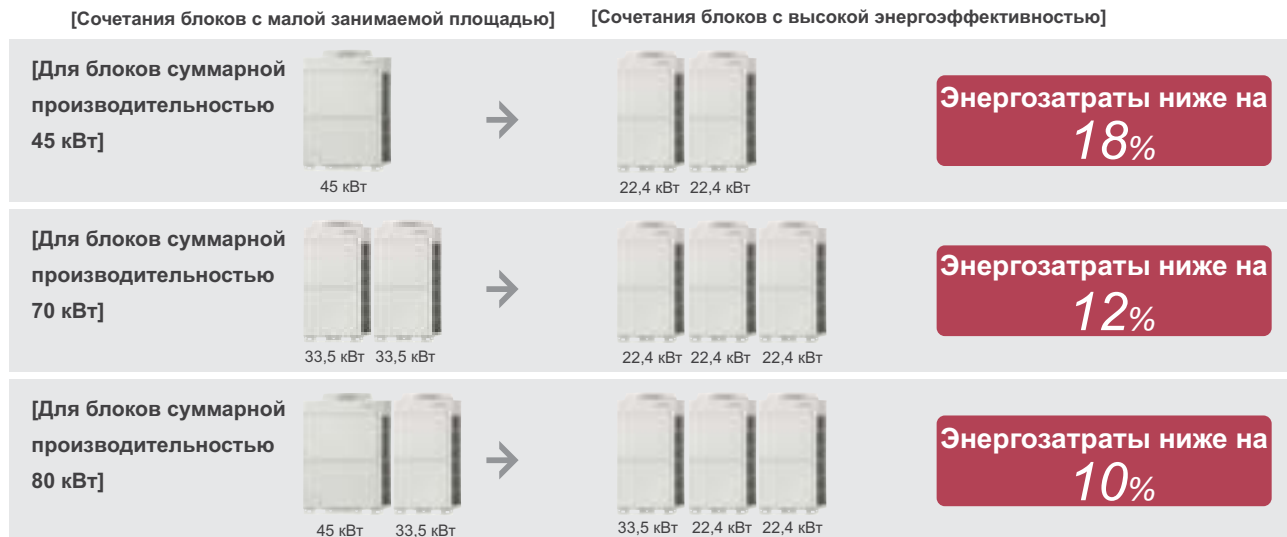 [Сочетания блоков с малой занимаемой площадью]
[Сочетания блоков с высокой энергоэффективностью]
[Для блоков суммарной
производительностью
45 кВт]
45 кВт
22,4 кВт 22,4 кВт
Энергозатраты ниже на
18%
[Для блоков суммарной
производительностью
70 кВт]
33,5 кВт 33,5 кВт
22,4 кВт 22,4 кВт 22,4 кВт
Энергозатраты ниже на
12%
[Для блоков суммарной
производительностью
80 кВт]
45 кВт 33,5 кВт
33,5 кВт 22,4 кВт 22,4 кВт
Энергозатраты ниже на
10%